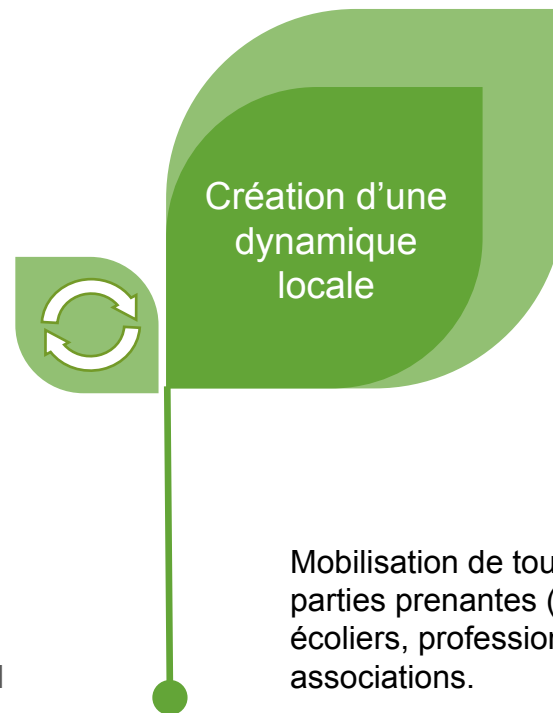 Création d’une
dynamique
locale
Mobilisation de tou
parties prenantes (
écoliers, profession
associations.